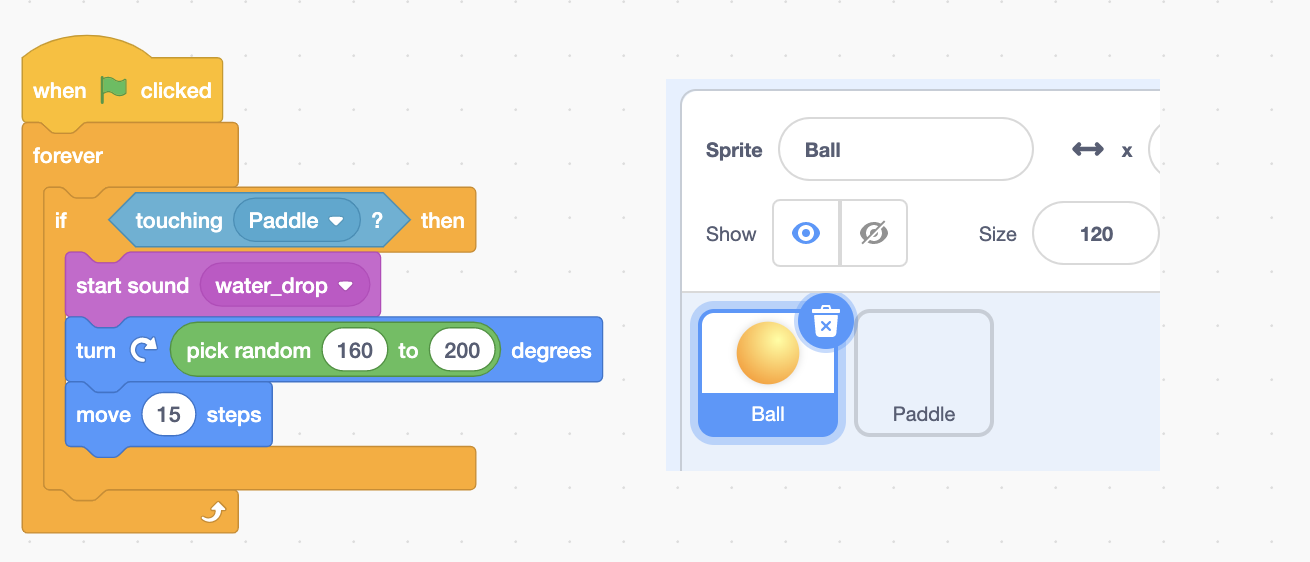 when clicked
forever
if touching Paddle ? then
start sound water_drop
turn pick random 160 to 200 degrees
move 15 steps
Sprite Ball x
Show Size 120
Ball Paddle